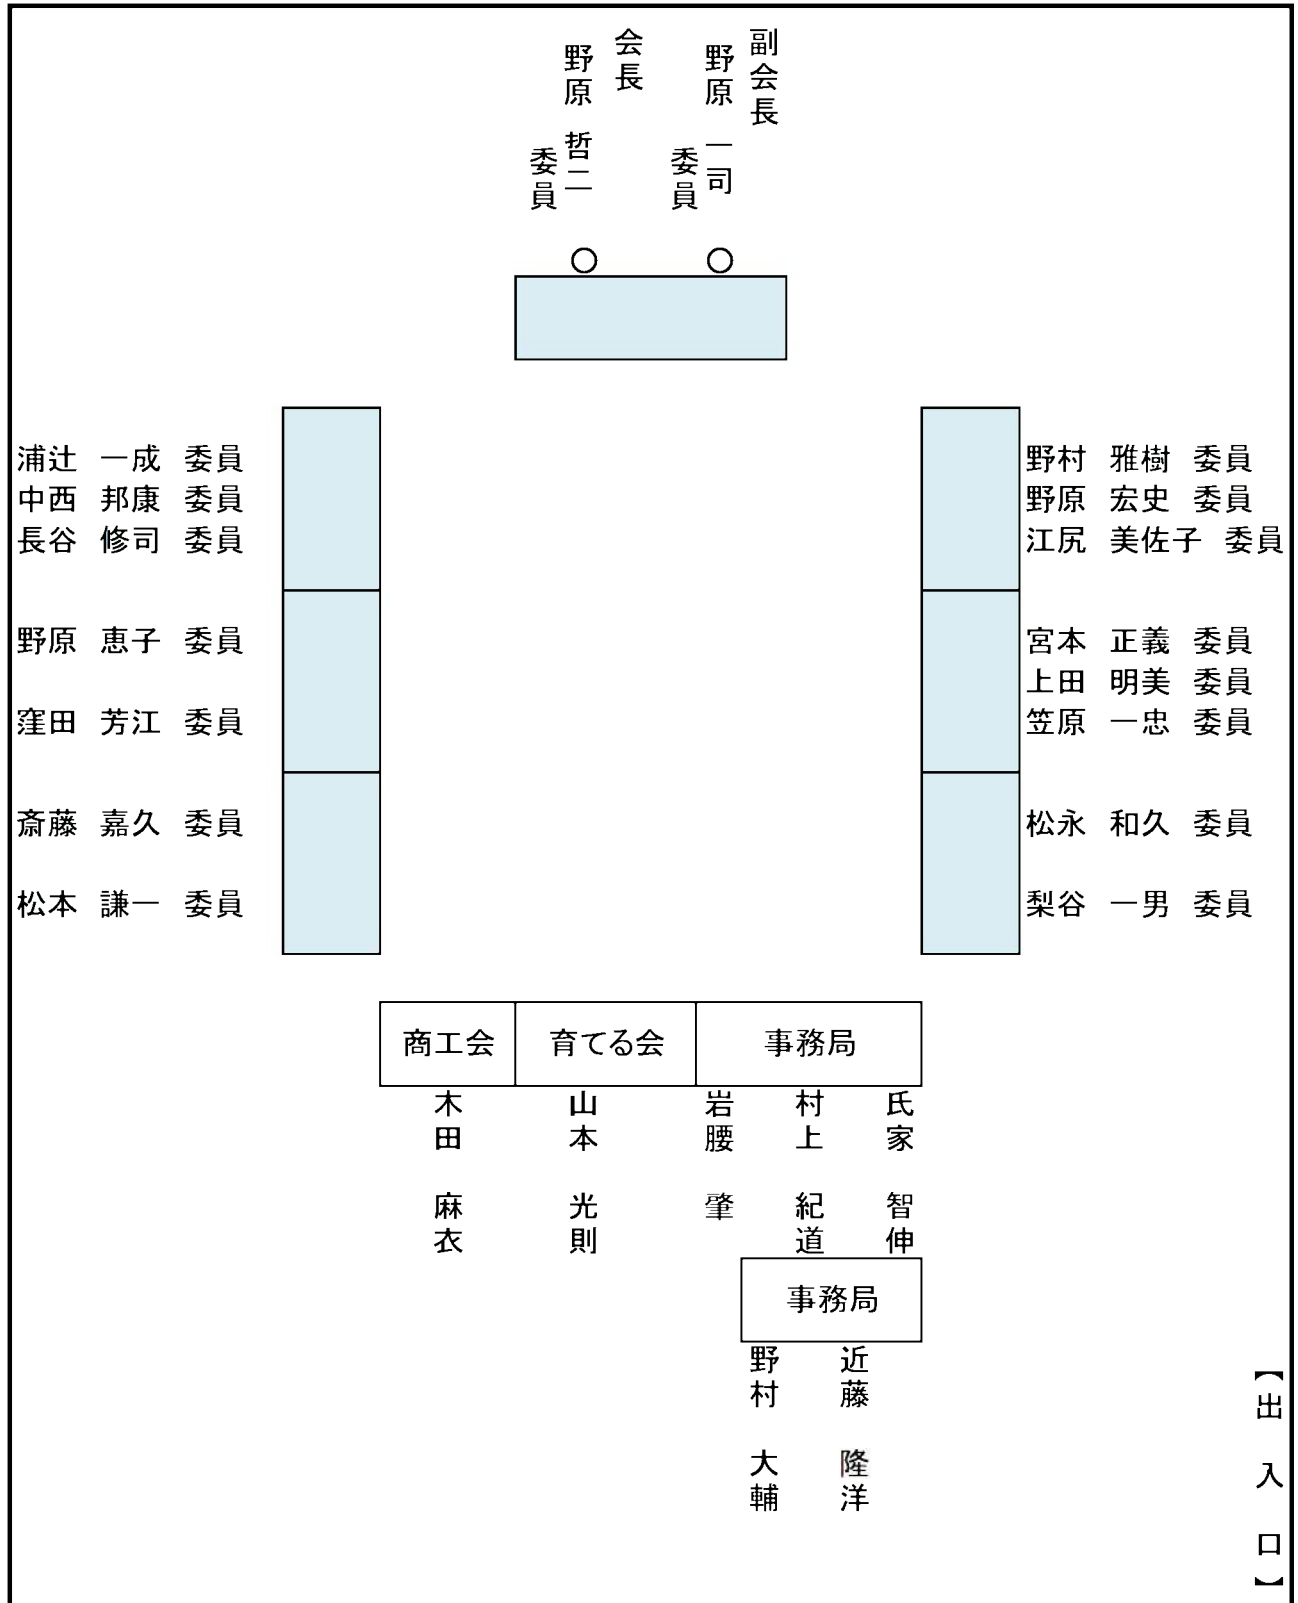 副会長
野原 一司 委員
会長
野原 哲二 委員
浦辻 一成 委員
中西 邦康 委員
長谷 修司 委員
野原 恵子 委員
窪田 芳江 委員
斎藤 嘉久 委員
松本 謙一 委員
野村 雅樹 委員
野原 宏史 委員
江尻 美佐子 委員
宮本 正義 委員
上田 明美 委員
笠原 一忠 委員
松永 和久 委員
梨谷 一男 委員
商工会
育てる会
事務局
木田 麻衣
山本 光則
岩腰 肇
村上 紀道
氏家 智伸
事務局
野村 大輔
近藤 隆洋
【出入口】